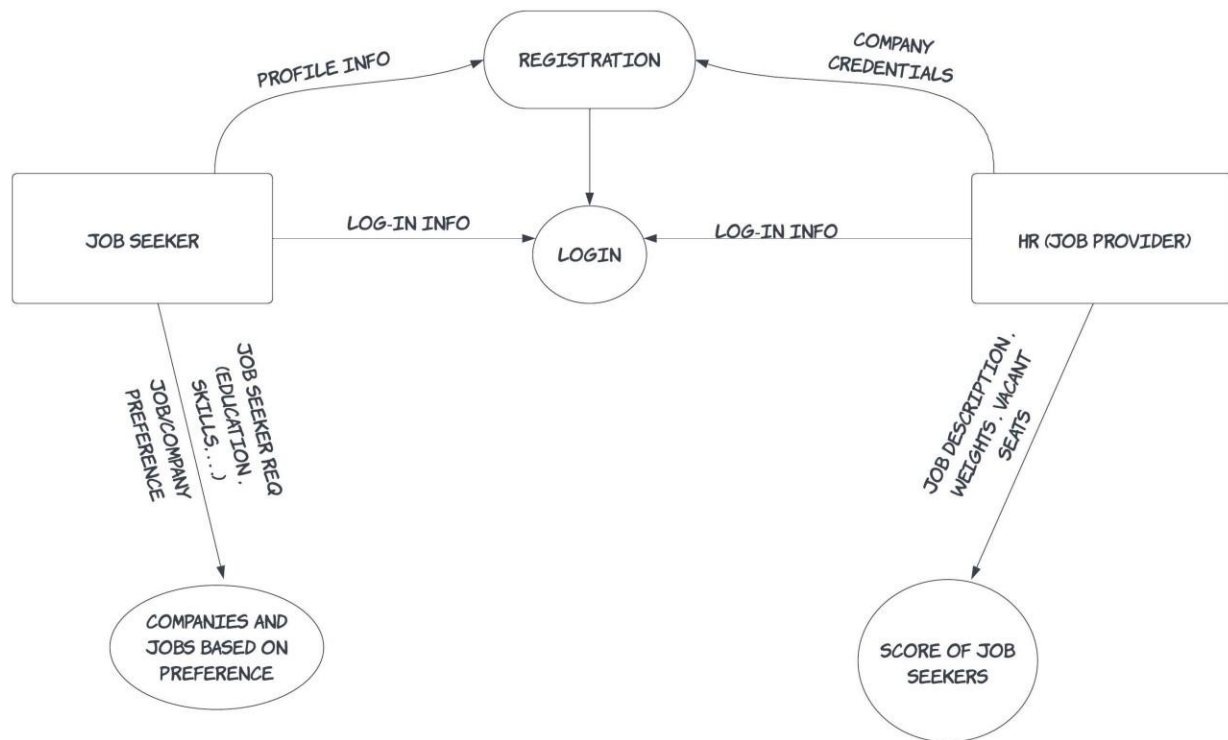 REGISTRATION
PROFILE INFO
COMPANY
CREDENTIALS
JOB SEEKER
LOG-IN INFO
LOGIN
LOG-IN INFO
HR (JOB PROVIDER)
JOB SEEKER REQ
(EDUCATION .
SKILLS. . . .)
JOB/COMPANY
PREFERENCE
JOB DESCRIPTION .
WEIGHTS . VACANT
SEATS
COMPANIES AND
JOBS BASED ON
PREFERENCE
SCORE OF JOB
SEEKERS